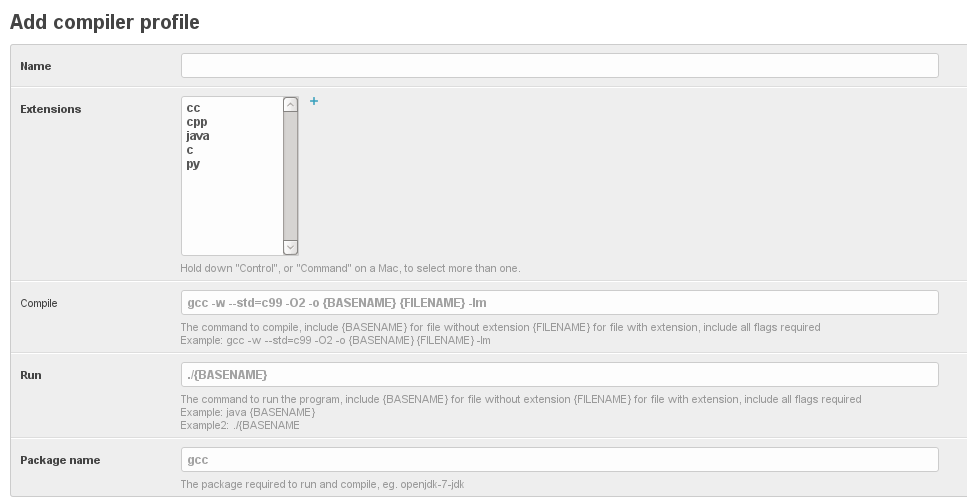 Add compiler profile
Name
Extensions
+
cc
cpp
java
c
py
Hold down "Control", or "Command" on a Mac, to select more than one.
Compile
gcc -w --std=c99 -O2 -o {BASENAME} {FILENAME} -lm
The command to compile, include {BASENAME} for file without extension {FILENAME} for file with extension, include all flags required
Example: gcc -w --std=c99 -O2 -o {BASENAME} {FILENAME} -lm
Run
./{BASENAME}
The command to run the program, include {BASENAME} for file without extension {FILENAME} for file with extension, include all flags required
Example: java {BASENAME}
Example2: ./{BASENAME
Package name
gcc
The package required to run and compile, eg. openjdk-7-jdk